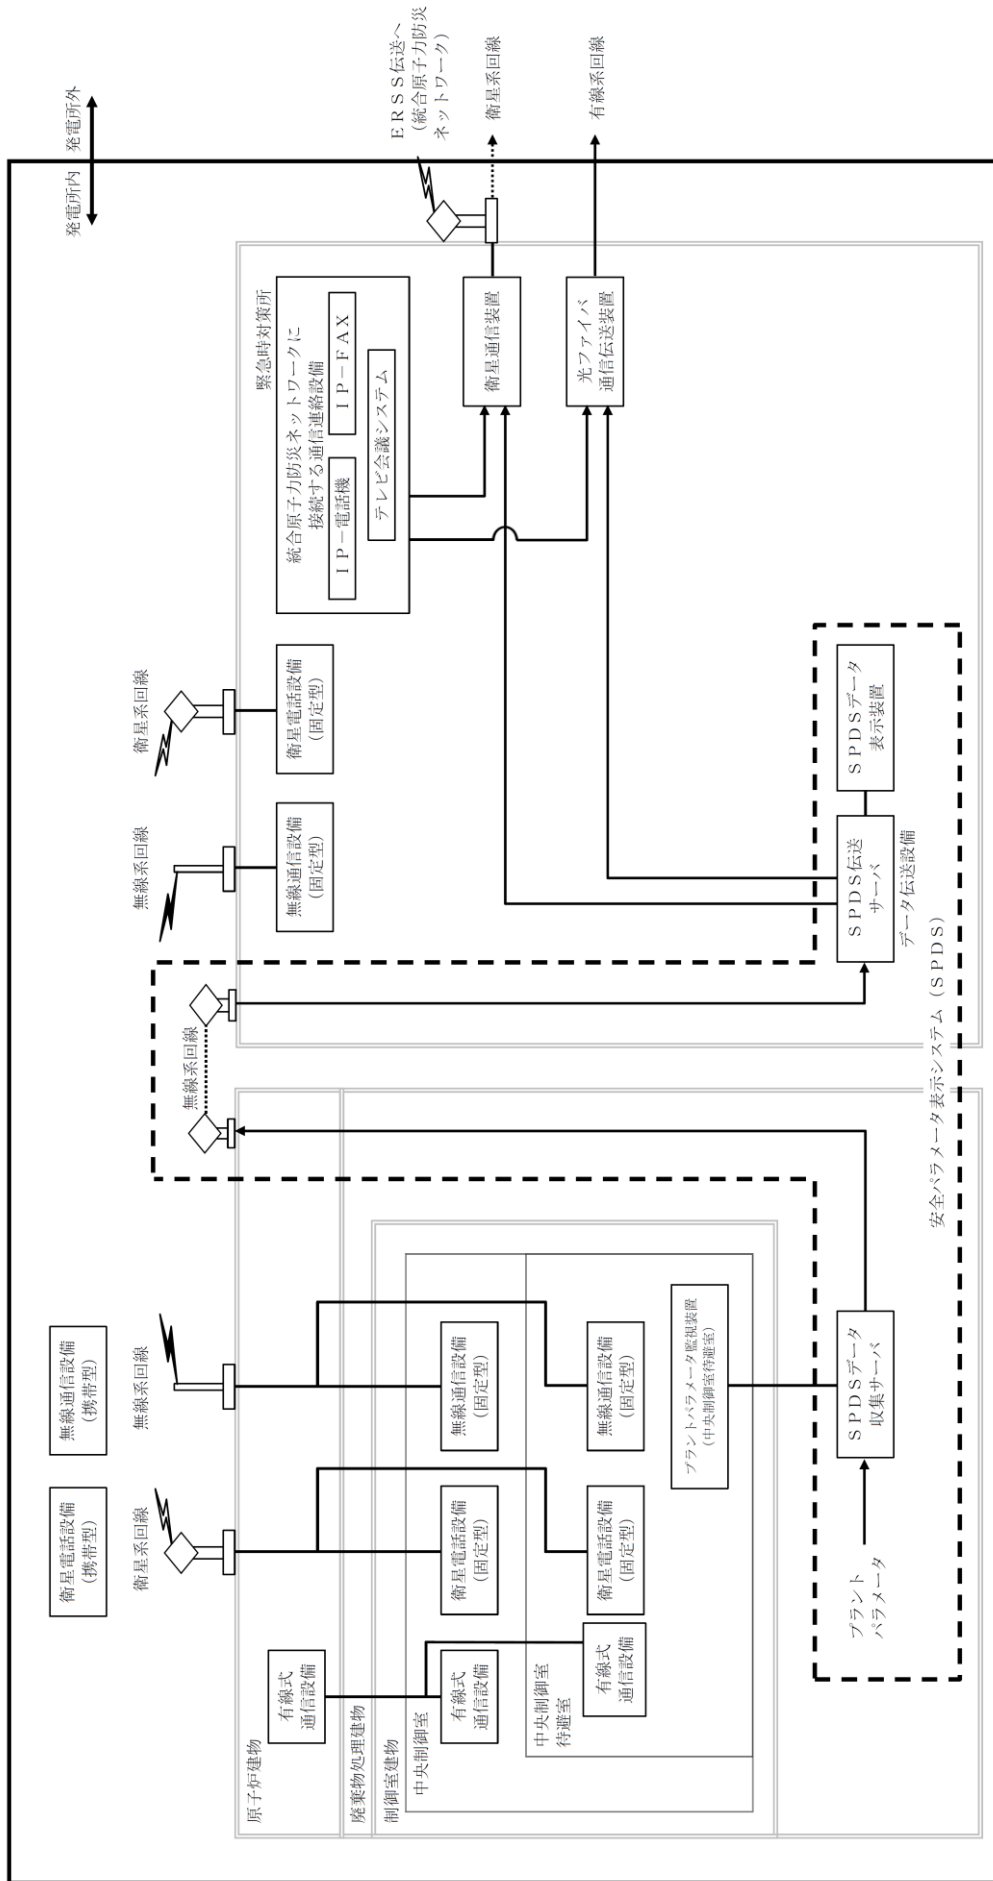 発電所内
発電所外
衛星電話設備
(携帯型)
無線通信設備
(携帯型)
衛星系回線
無線系回線
無線系回線
無線系回線
衛星系回線
ERSS伝送へ
(統合原子力防災
ネットワーク)
衛星系回線
有線系回線
原子炉建物
有線式
通信設備
廃棄物処理建物
制御室建物
中央制御室
有線式
通信設備
衛星電話設備
(固定型)
無線通信設備
(固定型)
中央制御室
待避室
有線式
通信設備
衛星電話設備
(固定型)
無線通信設備
(固定型)
プラントパラメータ監視装置
(中央制御室待避室)
プラント
パラメータ
SPDSデータ
収集サーバ
無線通信設備
(固定型)
衛星電話設備
(固定型)
緊急時対策所
統合原子力防災ネットワークに
接続する通信連絡設備
IP-電話機
IP-FAX
テレビ会議システム
衛星通信装置
光ファイバ
通信伝送装置
SPDS伝送
サーバ
データ伝送設備
SPDSデータ
表示装置
安全パラメータ表示システム(SPDS)